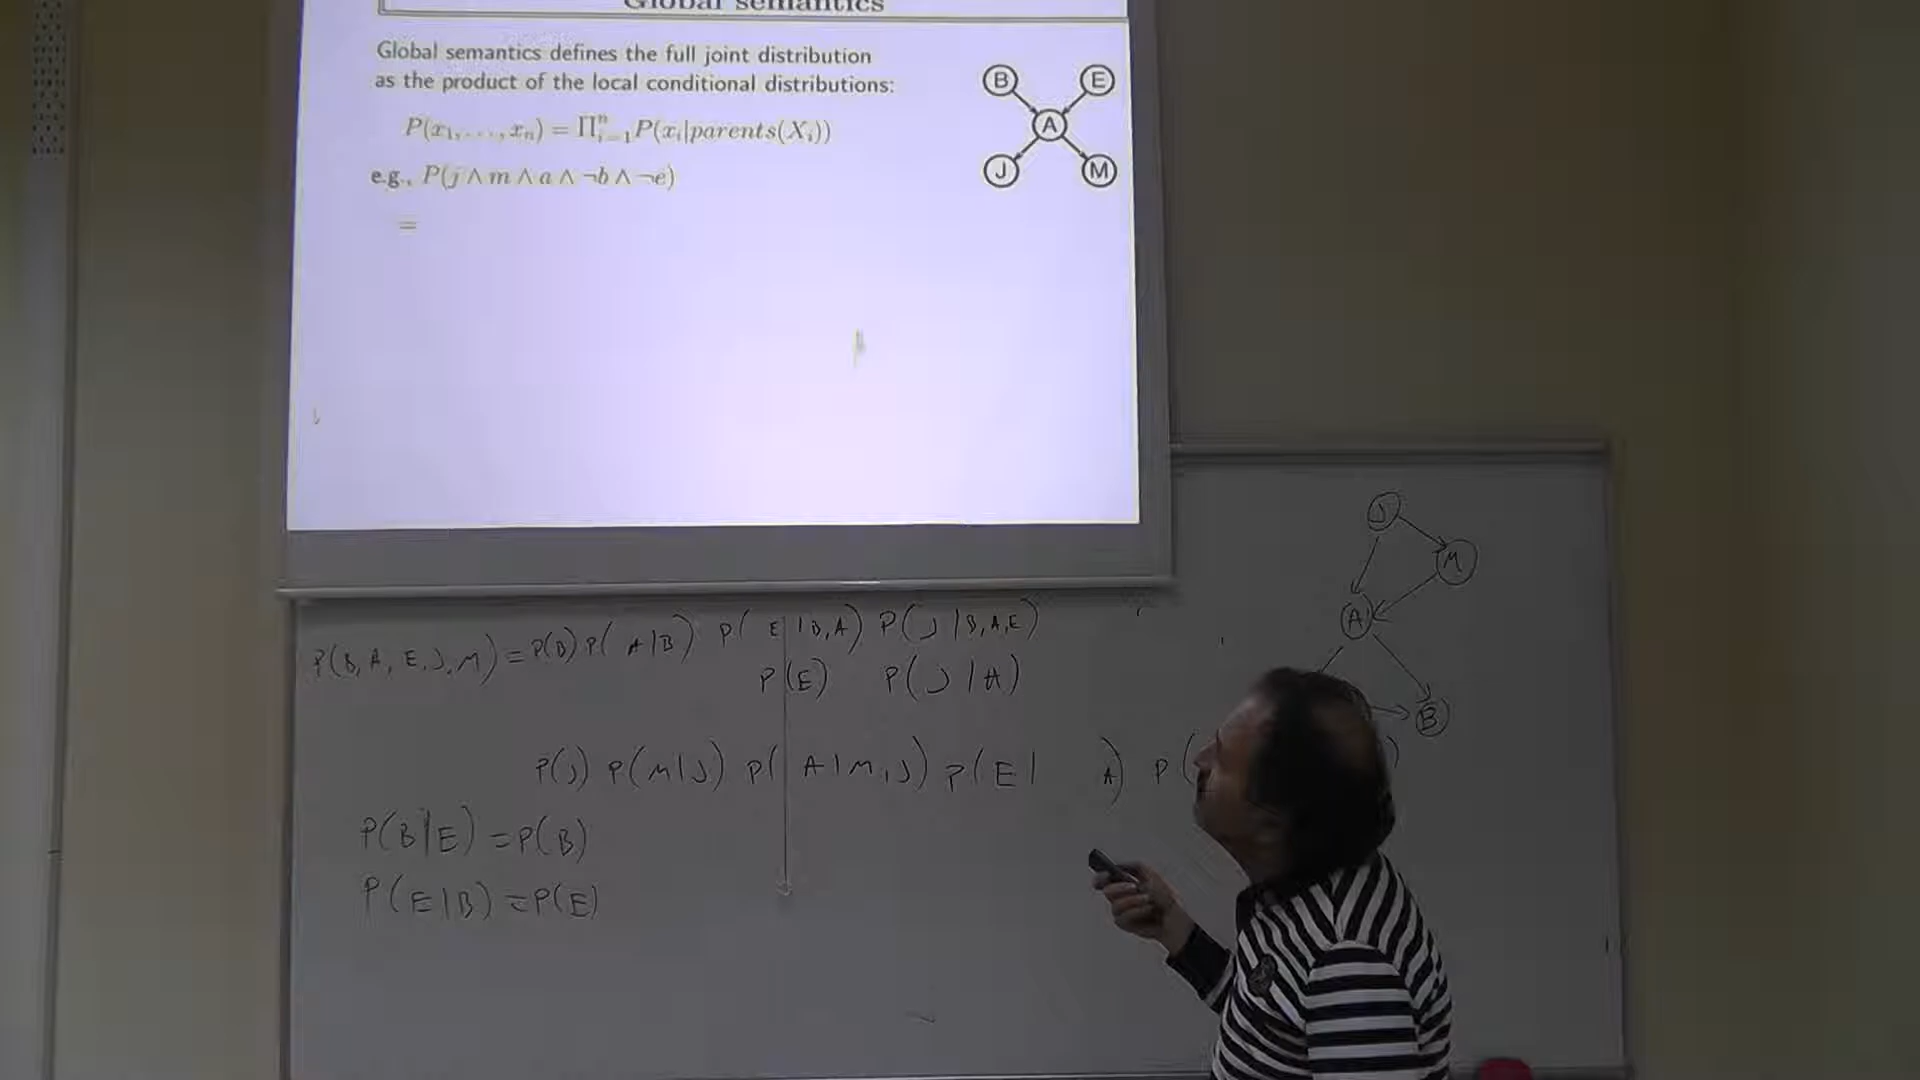 Global semantics
Global semantics defines the full joint distribution
as the product of the local conditional distributions:
P(x₁,...,xₙ) = Πⁿᵢ₌₁P(xᵢ|parents(Xᵢ))
e.g., P(j ∧ m ∧ a ∧ ¬b ∧ ¬e)
=
B E
A
J M
J
M
A
B
P(B, A, E, J, M) = P(B) P(A|B) P(E|B,A) P(J|B,A,E)
P(E) P(J|A)
P(J) P(M|J) P(A|M,J) P(E| A) P( )
P(B|E) = P(B)
P(E|B) = P(E)